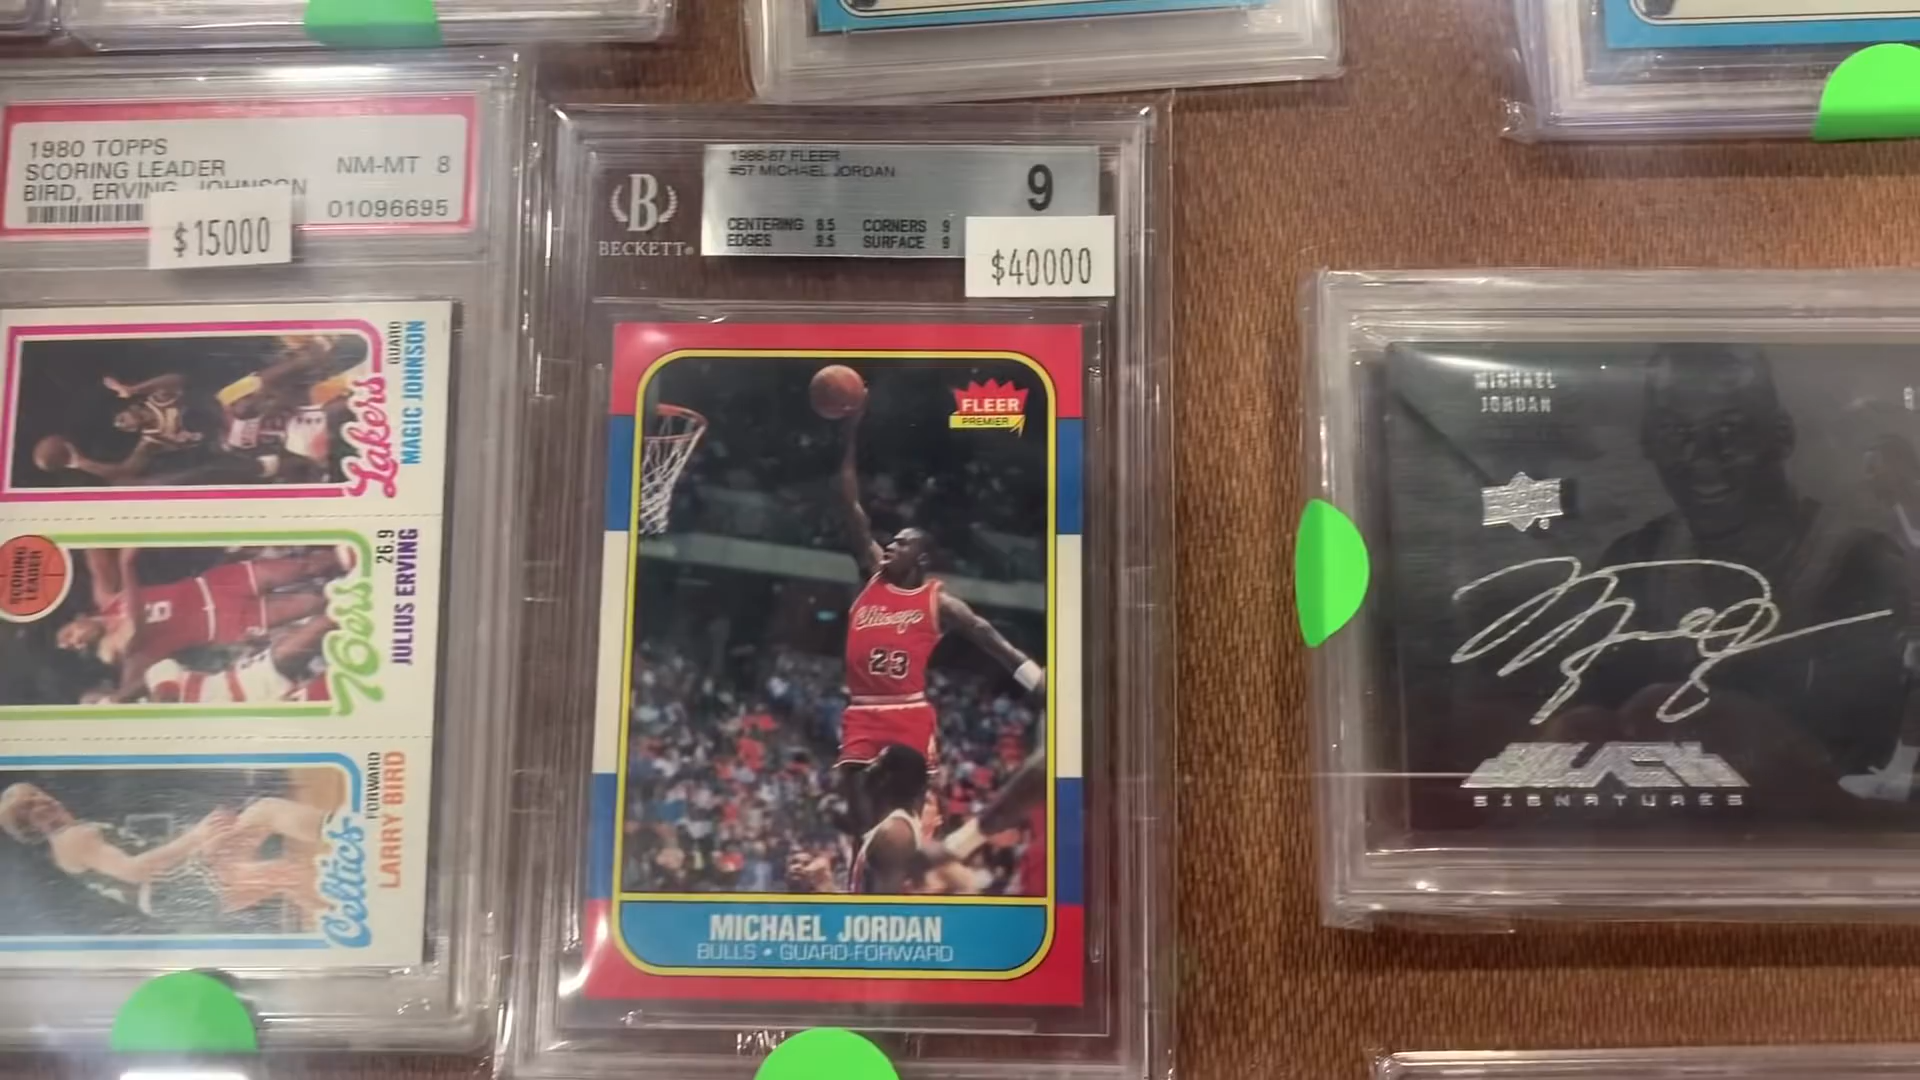 1980 TOPPS
SCORING LEADER
BIRD, ERVING, JOHNSON
NM-MT 8
01096695
$15000
GUARD
MAGIC JOHNSON
Lakers
SCORING
LEADER
26.9
JULIUS ERVING
76ers
FORWARD
LARRY BIRD
Celtics
B
BECKETT
1986-87 FLEER
#57 MICHAEL JORDAN
9
CENTERING 8.5 CORNERS 9
EDGES 9.5 SURFACE 9
$40000
FLEER
PREMIER
Chicago
23
MICHAEL JORDAN
BULLS • GUARD-FORWARD
MICHAEL
JORDAN
BLACK
SIGNATURES